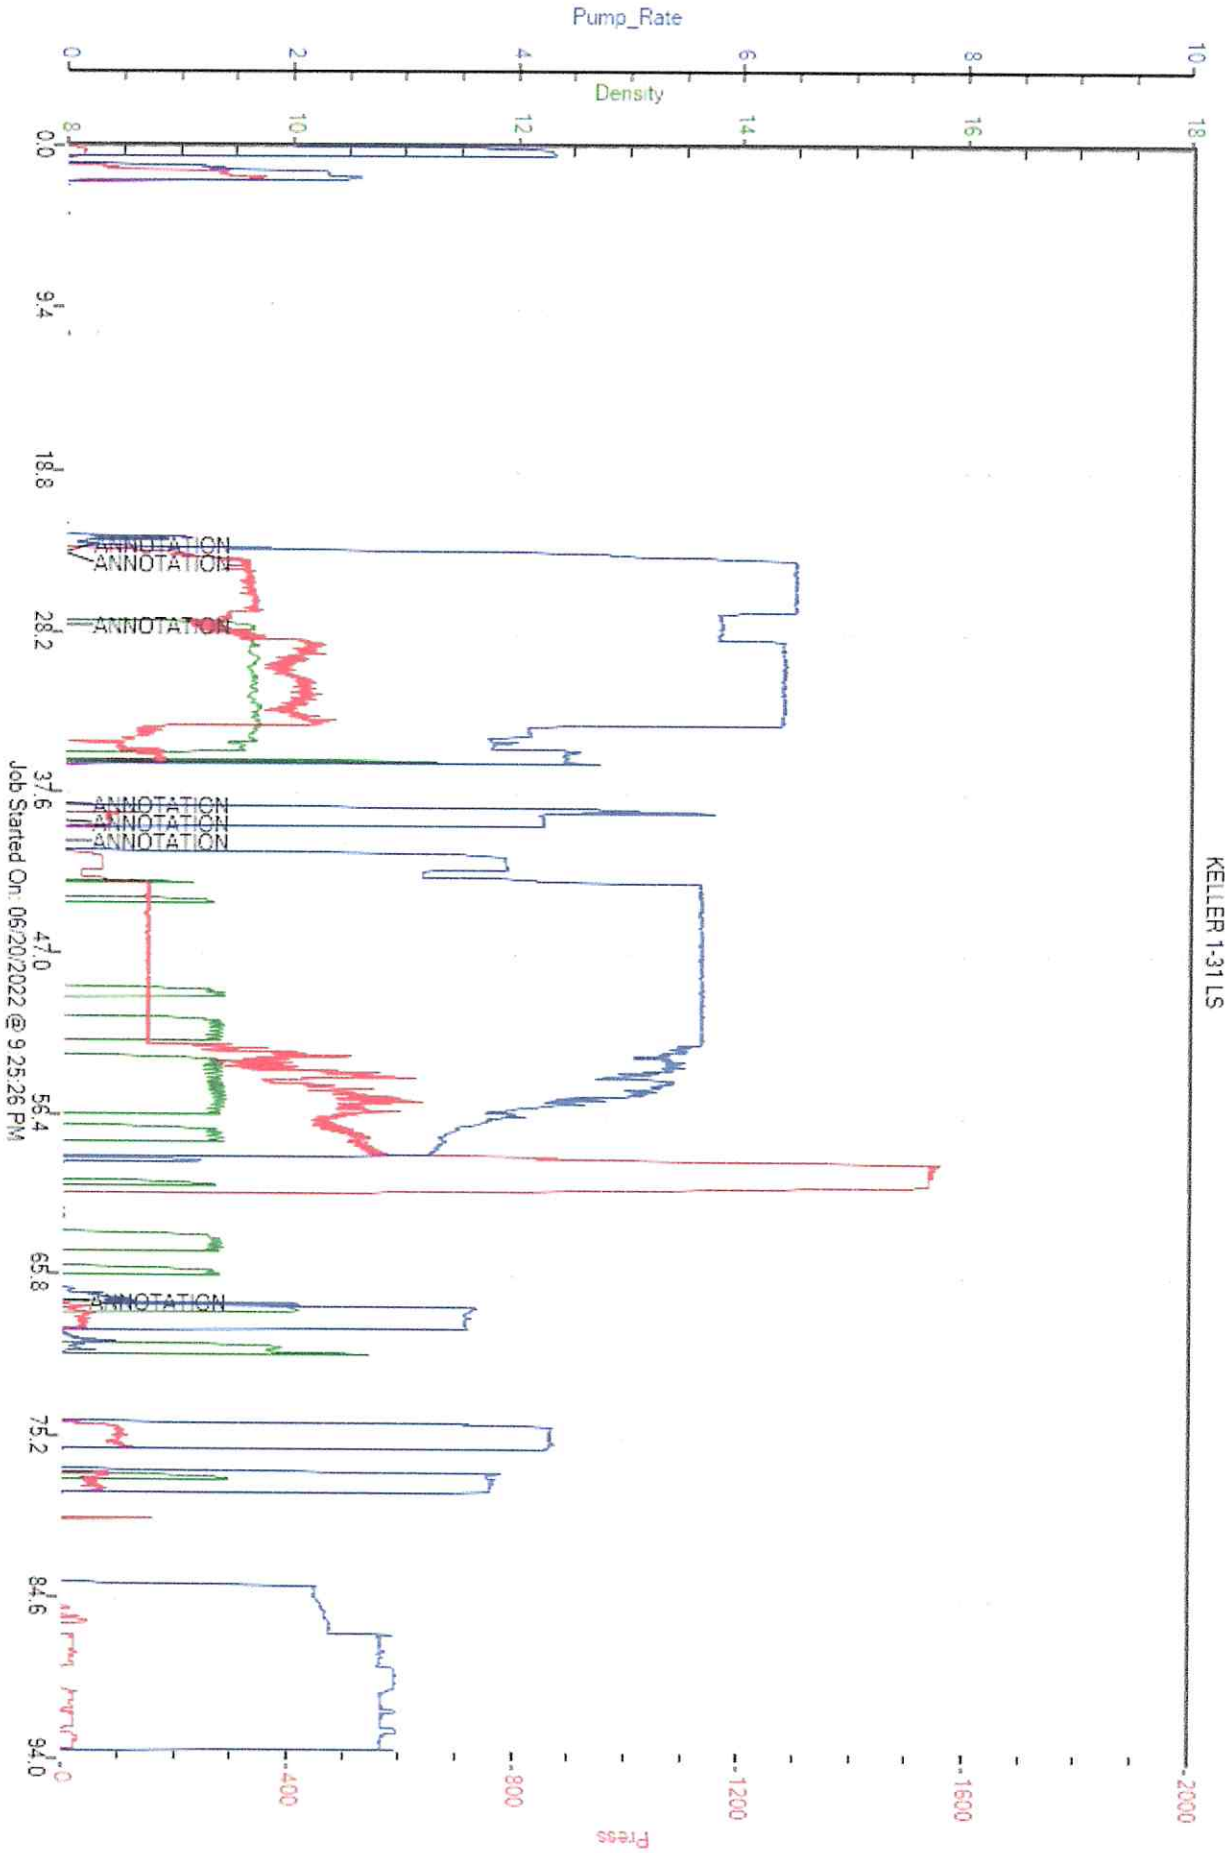 KELLER 1-31 LS
Pump_Rate
10
8
6
4
2
0
Density
18
16
14
12
10
8
Press
2000
1600
1200
800
400
0
ANNOTATION
ANNOTATION
ANNOTATION
ANNOTATION
ANNOTATION
ANNOTATION
ANNOTATION
0.0
9.4
18.8
28.2
37.6
47.0
56.4
65.8
75.2
84.6
94.0
Job Started On: 06/20/2022 @ 9:25:26 PM